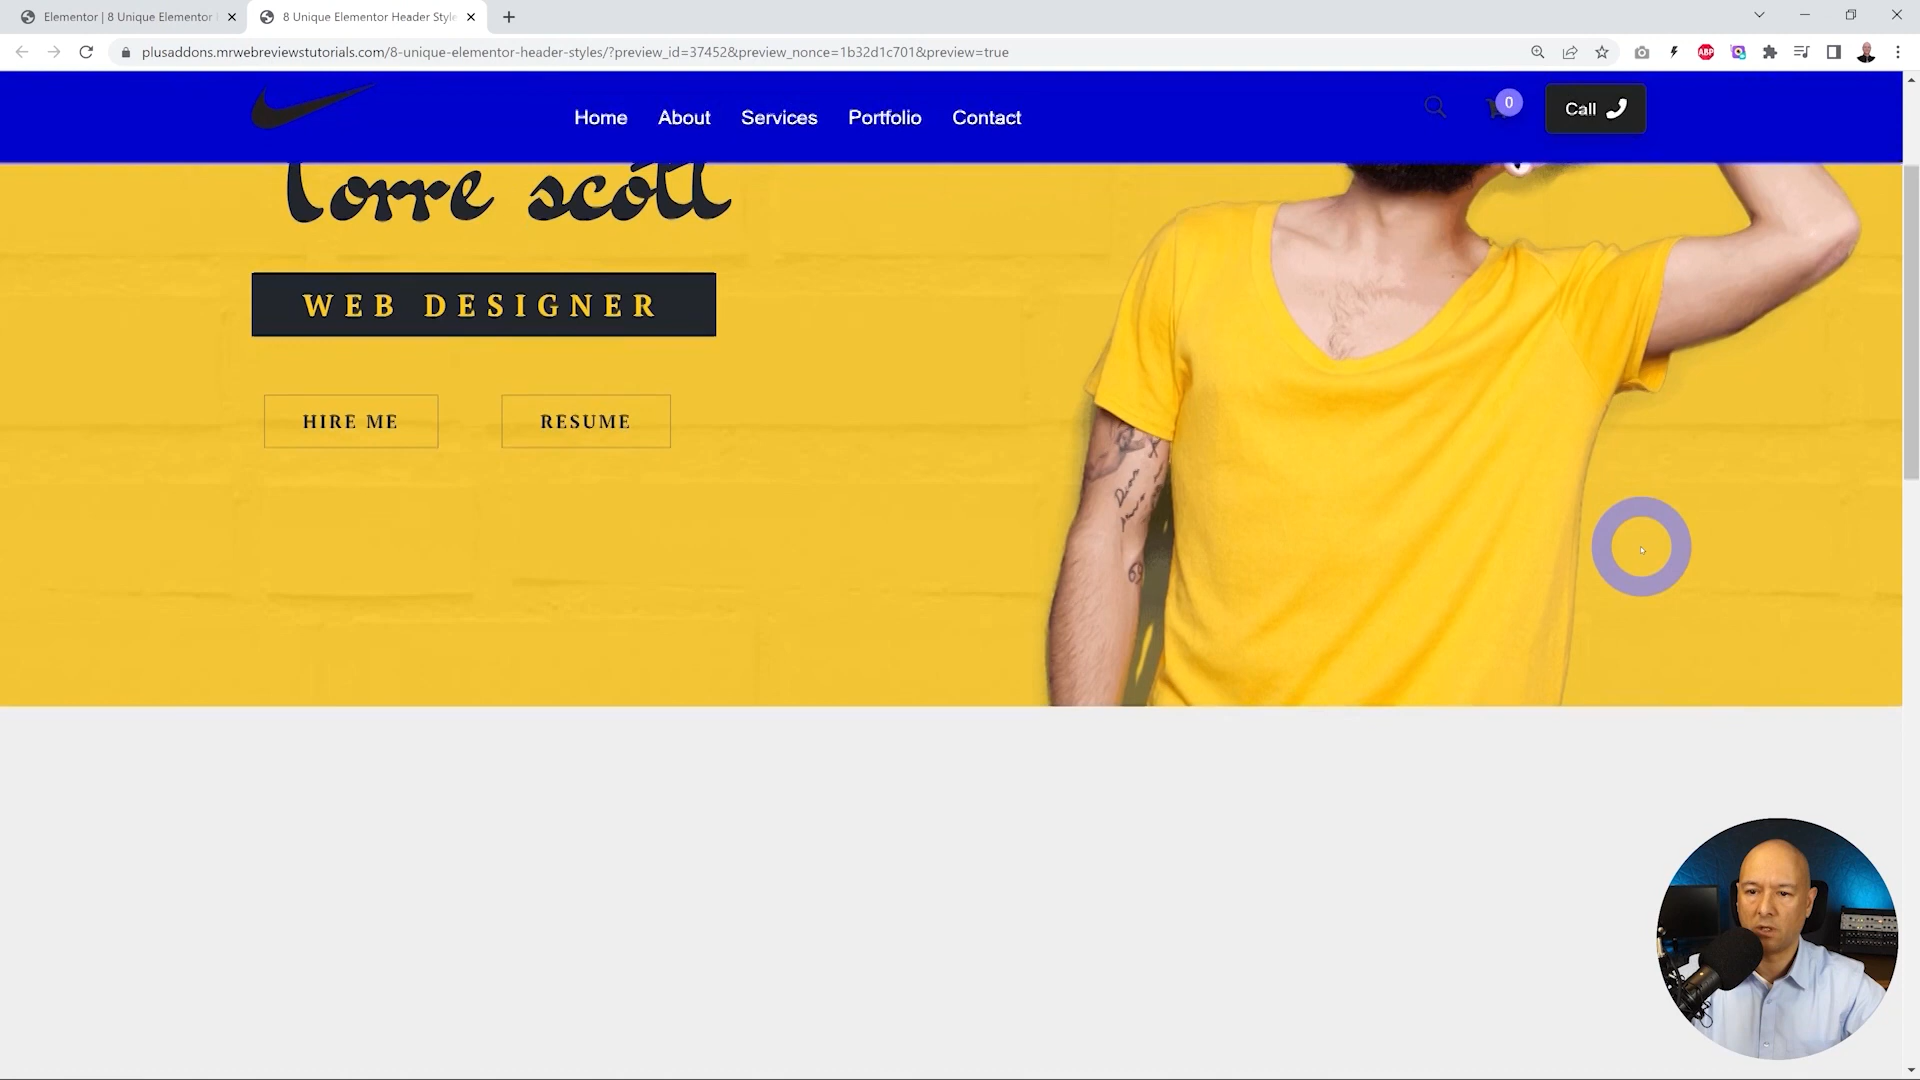 Elementor | 8 Unique Elementor
8 Unique Elementor Header Style
plusaddons.mrwebreviewstutorials.com/8-unique-elementor-header-styles/?preview_id=37452&preview_nonce=1b32d1c701&preview=true
ABP
Home About Services Portfolio Contact
0
Call
Torre scott
WEB DESIGNER
HIRE ME RESUME